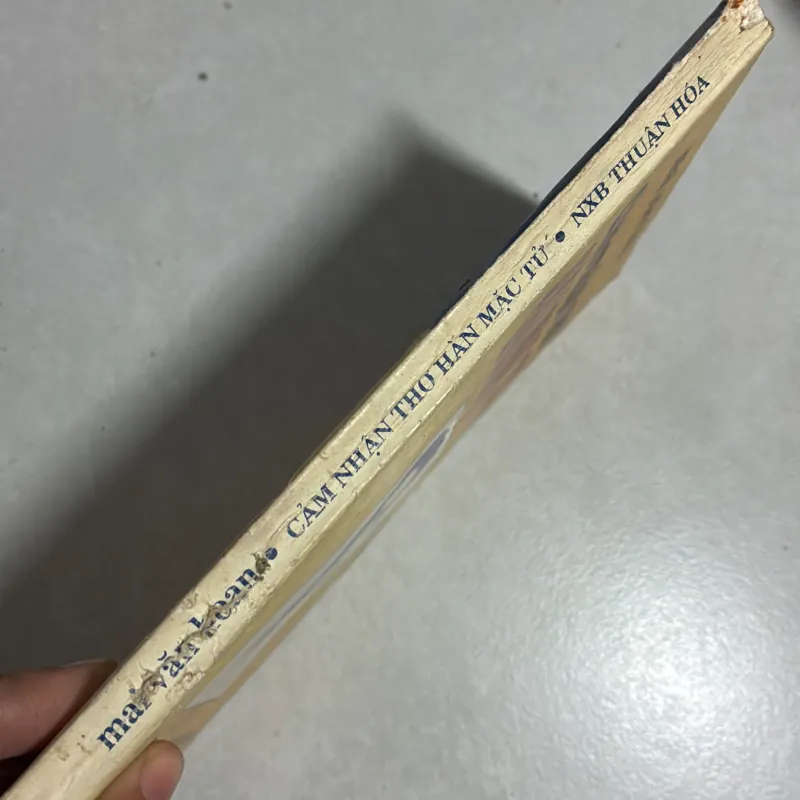 mai văn hoan • CẢM NHẬN THƠ HÀN MẶC TỬ • NXB THUẬN HÓA